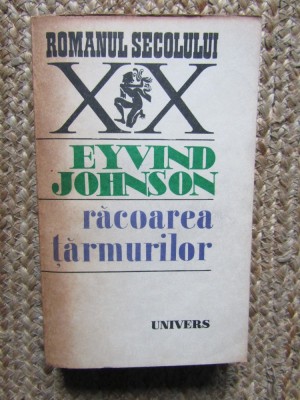 ROMANUL SECOLULUI
XX
EYVIND
JOHNSON
răcoarea
țărmurilor
UNIVERS